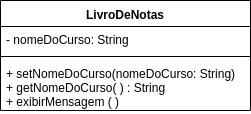 LivroDeNotas
- nomeDoCurso: String
+ setNomeDoCurso(nomeDoCurso: String)
+ getNomeDoCurso( ) : String
+ exibirMensagem ( )